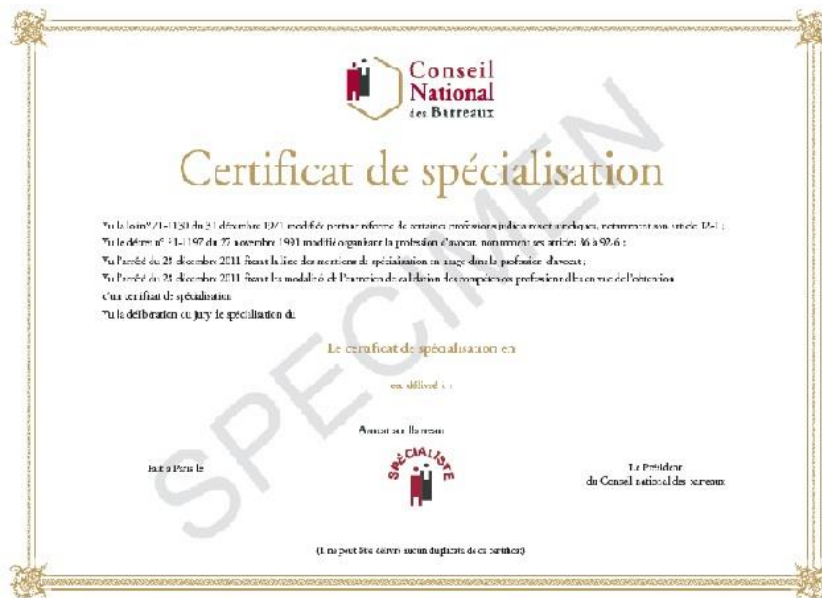 Conseil
National
des Barreaux
Certificat de spécialisation
Vu la loi n° 71-1130 du 31 décembre 1971 modifiée portant réforme de certaines professions judiciaires et juridiques, notamment son article 12-1 ;
Vu le décret n° 91-1197 du 27 novembre 1991 modifié organisant la profession d'avocat, notamment ses articles 86 à 92-6 ;
Vu l'arrêté du 28 décembre 2011 fixant la liste des mentions de spécialisation en usage dans la profession d'avocat ;
Vu l'arrêté du 28 décembre 2011 fixant les modalités de l'entretien de validation des compétences professionnelles en vue de l'obtention
d'un certificat de spécialisation
Vu la délibération du jury de spécialisation du
Le certificat de spécialisation en
est délivré à :
Avocat au Barreau
SPÉCIALISTE
Fait à Paris le
Le Président
du Conseil national des barreaux
(Il ne peut être délivré aucun duplicata de ce certificat)
SPECIMEN